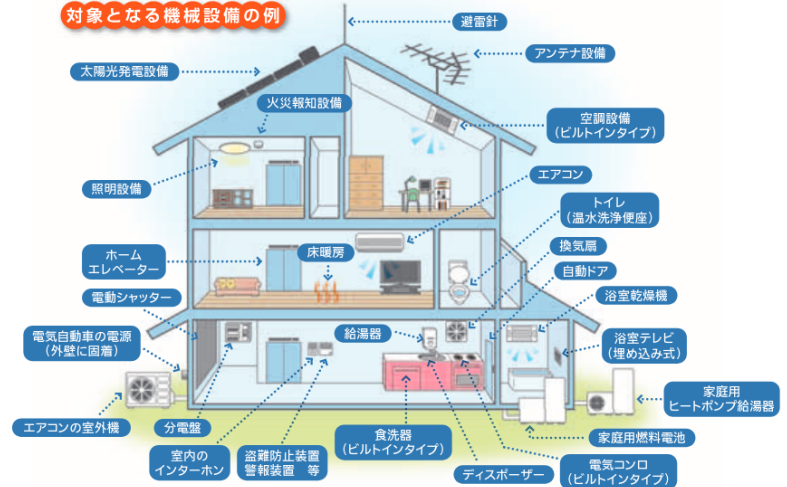 対象となる機械設備の例
避雷針
アンテナ設備
太陽光発電設備
火災報知設備
空調設備
（ビルトインタイプ）
照明設備
エアコン
トイレ
（温水洗浄便座）
換気扇
ホーム
エレベーター
床暖房
自動ドア
電動シャッター
浴室乾燥機
電気自動車の電源
（外壁に固着）
給湯器
浴室テレビ
（埋め込み式）
家庭用
ヒートポンプ給湯器
エアコンの室外機
分電盤
食洗器
（ビルトインタイプ）
家庭用燃料電池
室内の
インターホン
盗難防止装置
警報装置　等
ディスポーザー
電気コンロ
（ビルトインタイプ）